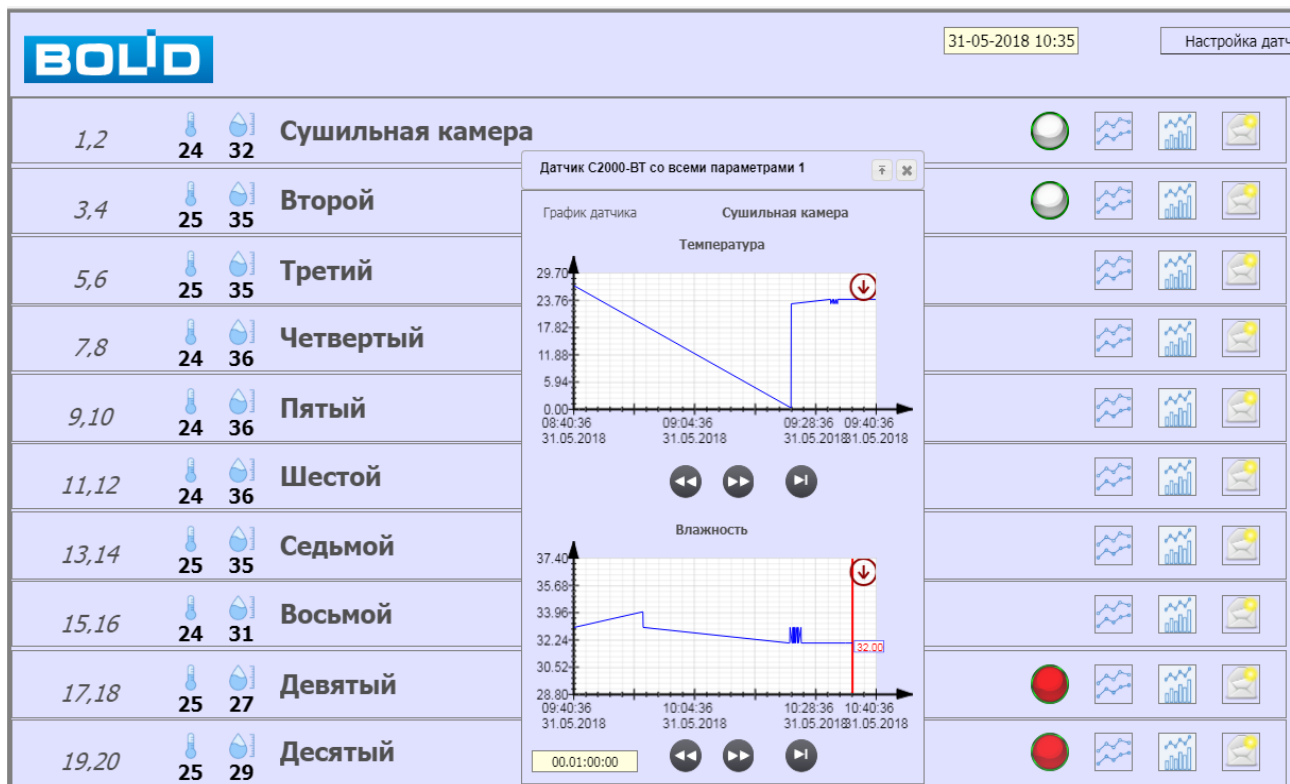 BOLID
31-05-2018 10:35
Настройка датч
1,2 24 32 Сушильная камера
3,4 25 35 Второй
5,6 25 35 Третий
7,8 24 36 Четвертый
9,10 24 36 Пятый
11,12 24 36 Шестой
13,14 25 35 Седьмой
15,16 24 31 Восьмой
17,18 25 27 Девятый
19,20 25 29 Десятый
Датчик С2000-ВТ со всеми параметрами 1
График датчика Сушильная камера
Температура
29.70
23.76
17.82
11.88
5.94
0.00
08:40:36 09:04:36 09:28:36 09:40:36
31.05.2018 31.05.2018 31.05.2018 31.05.2018
Влажность
37.40
35.68
33.96
32.24
32.00
30.52
28.80
09:40:36 10:04:36 10:28:36 10:40:36
31.05.2018 31.05.2018 31.05.2018 31.05.2018
00.01:00:00